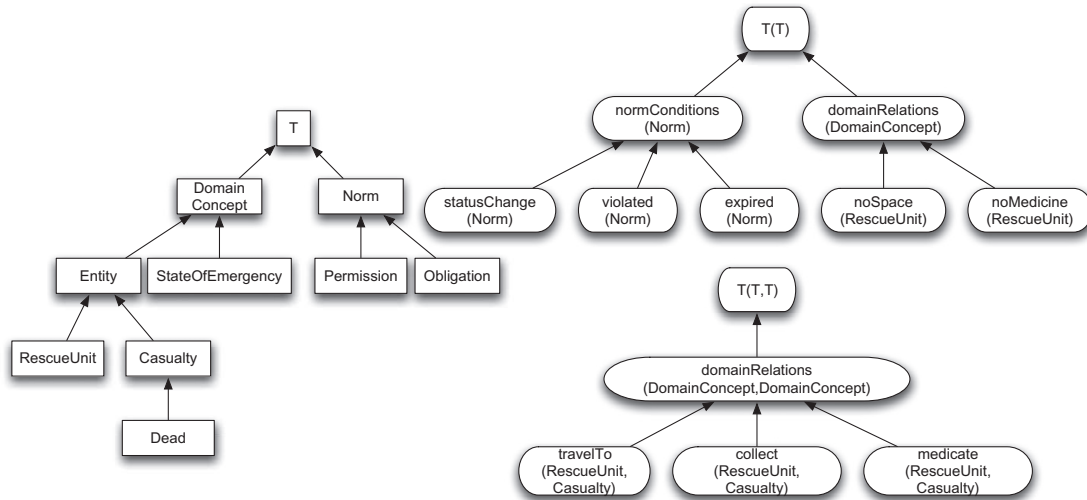 T
Domain
Concept
Norm
Entity
StateOfEmergency
Permission
Obligation
RescueUnit
Casualty
Dead
T(T)
normConditions
(Norm)
domainRelations
(DomainConcept)
statusChange
(Norm)
violated
(Norm)
expired
(Norm)
noSpace
(RescueUnit)
noMedicine
(RescueUnit)
T(T,T)
domainRelations
(DomainConcept,DomainConcept)
travelTo
(RescueUnit,
Casualty)
collect
(RescueUnit,
Casualty)
medicate
(RescueUnit,
Casualty)